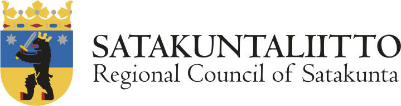 SATAKUNTALIITTO
Regional Council of Satakunta